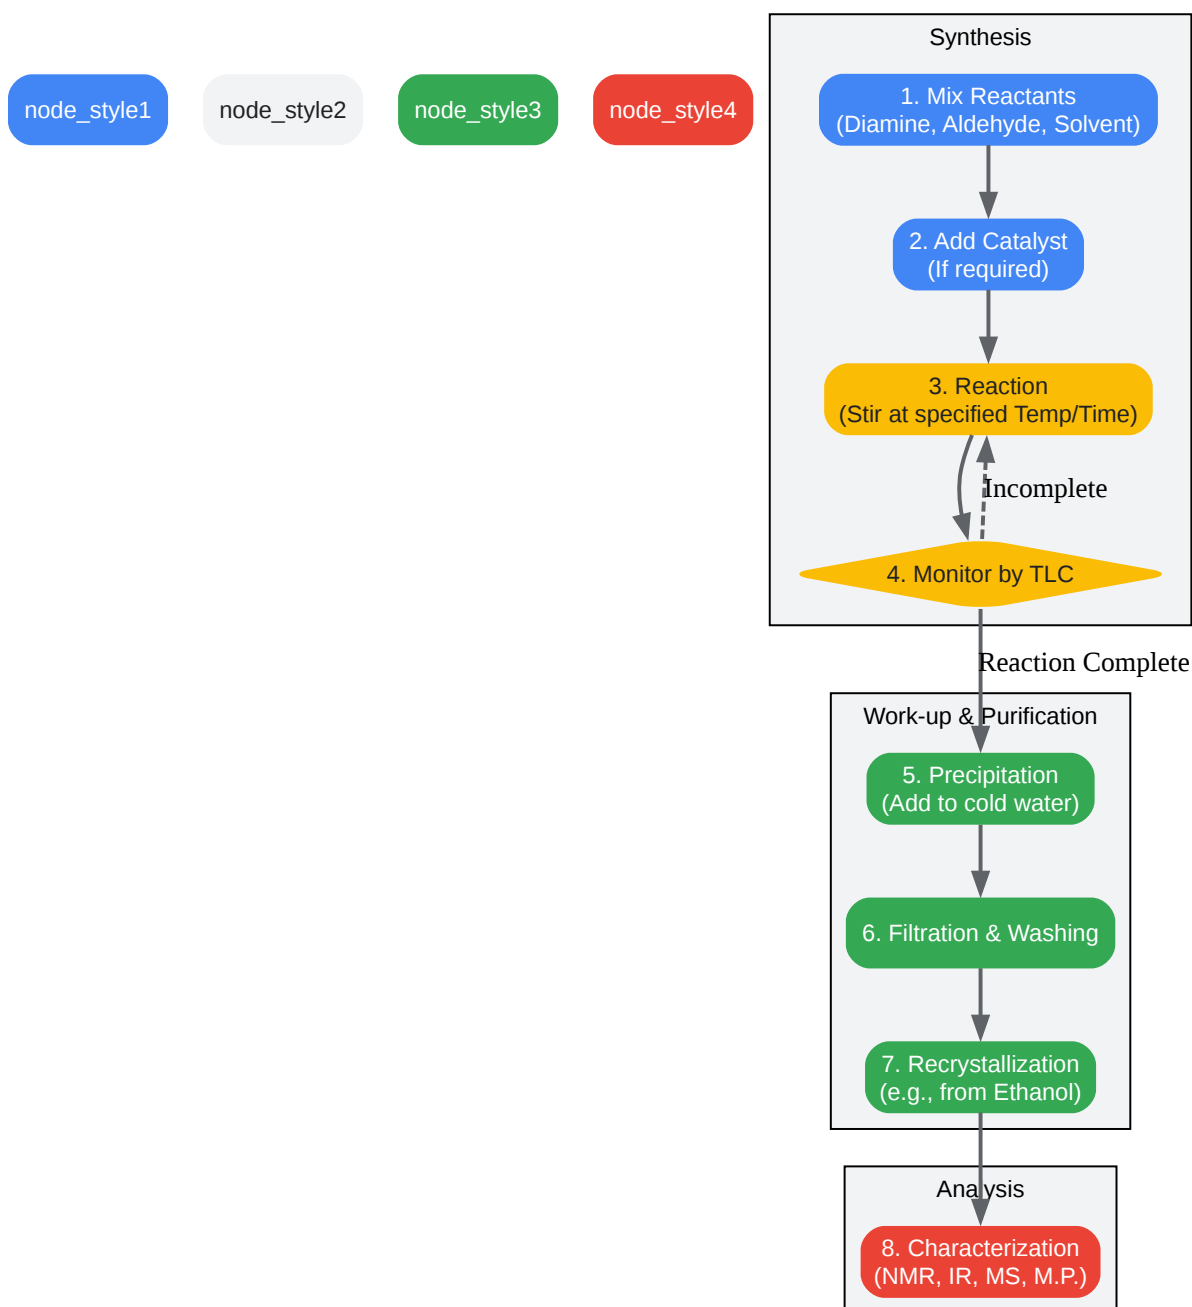 Synthesis
node_style1
node_style2
node_style3
node_style4
1. Mix Reactants
(Diamine, Aldehyde, Solvent)
2. Add Catalyst
(If required)
3. Reaction
(Stir at specified Temp/Time)
Incomplete
4. Monitor by TLC
Reaction Complete
Work-up & Purification
5. Precipitation
(Add to cold water)
6. Filtration & Washing
7. Recrystallization
(e.g., from Ethanol)
Analysis
8. Characterization
(NMR, IR, MS, M.P.)